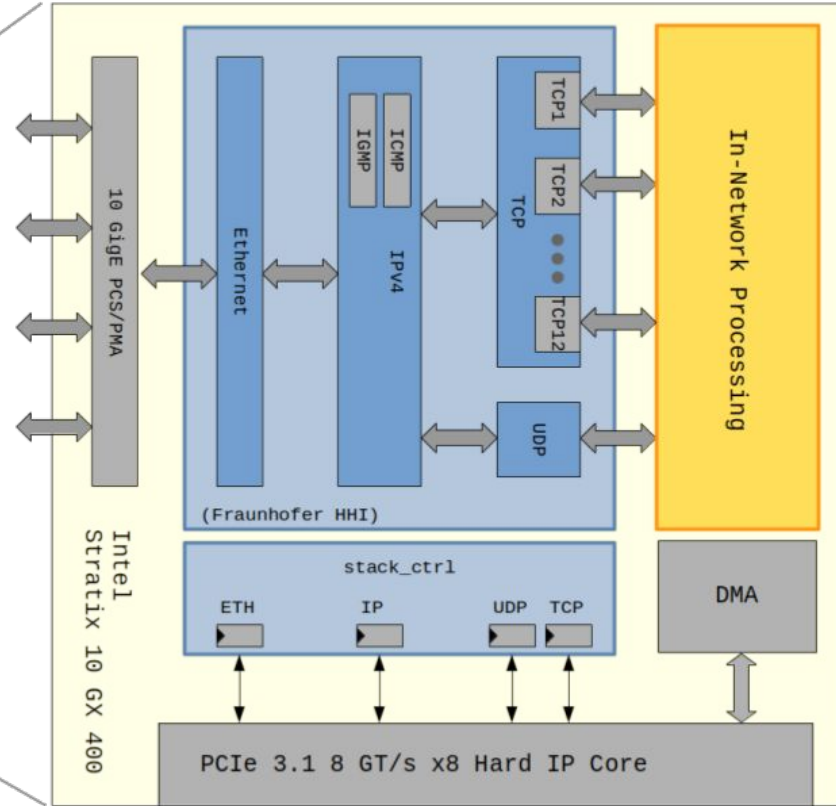 10 GigE PCS/PMA
Ethernet
IGMP
ICMP
IPv4
TCP
TCP1
TCP2
TCP12
UDP
In-Network Processing
(Fraunhofer HHI)
Intel
Stratix 10 GX 400
stack_ctrl
ETH
IP
UDP
TCP
DMA
PCIe 3.1 8 GT/s x8 Hard IP Core